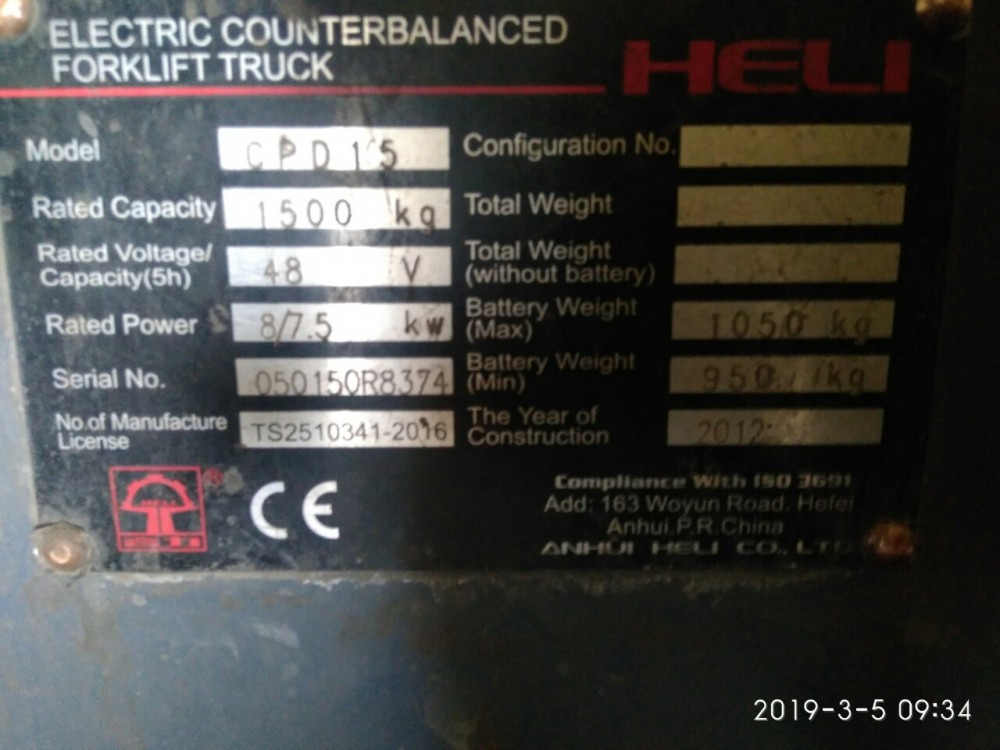 ELECTRIC COUNTERBALANCED
FORKLIFT TRUCK
HELI
Model CPD15
Configuration No.
Rated Capacity 1500 kg
Total Weight
Rated Voltage/
Capacity(5h) 48 V
Total Weight
(without battery)
Rated Power 8/7.5 kw
Battery Weight
(Max) 1050 kg
Serial No. 050150R8374
Battery Weight
(Min) 950 kg
No.of Manufacture
License TS2510341-2016
The Year of
Construction 2012
® CE
Compliance With ISO 3691
Add: 163 Woyun Road. Hefei
Anhui.P.R.China
ANHUI HELI CO., LTD
2019-3-5 09:34